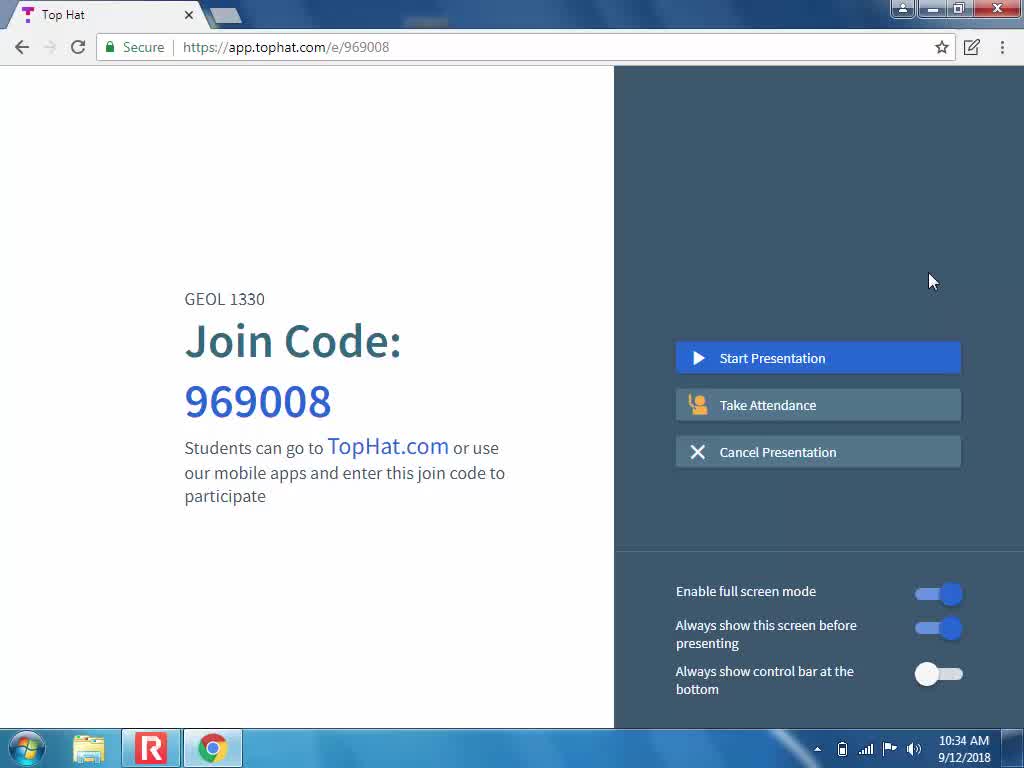 Top Hat
Secure
https://app.tophat.com/e/969008
GEOL 1330
Join Code:
969008
Students can go to TopHat.com or use
our mobile apps and enter this join code to
participate
Start Presentation
Take Attendance
Cancel Presentation
Enable full screen mode
Always show this screen before
presenting
Always show control bar at the
bottom
R
10:34 AM
9/12/2018